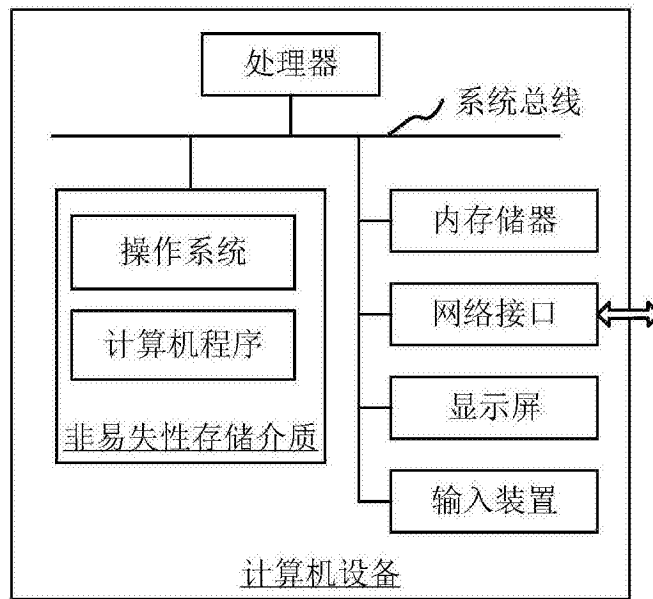 处理器
系统总线
操作系统
计算机程序
非易失性存储介质
内存储器
网络接口
显示屏
输入装置
计算机设备